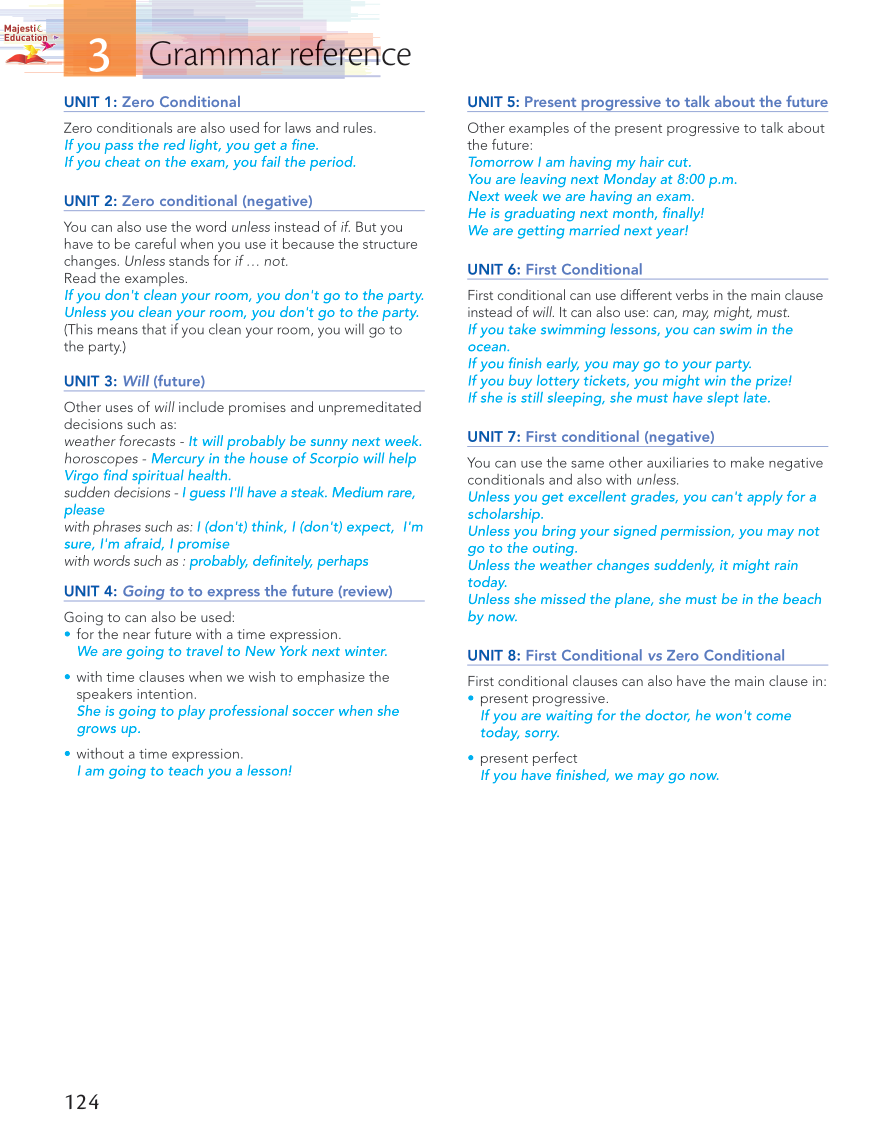 Majesti
Education
3
Grammar reference
UNIT 1: Zero Conditional
Zero conditionals are also used for laws and rules.
If you pass the red light, you get a fine.
If you cheat on the exam, you fail the period.
UNIT 2: Zero conditional (negative)
You can also use the word unless instead of if. But you
have to be careful when you use it because the structure
changes. Unless stands for if … not.
Read the examples.
If you don't clean your room, you don't go to the party.
Unless you clean your room, you don't go to the party.
(This means that if you clean your room, you will go to
the party.)
UNIT 3: Will (future)
Other uses of will include promises and unpremeditated
decisions such as:
weather forecasts - It will probably be sunny next week.
horoscopes - Mercury in the house of Scorpio will help
Virgo find spiritual health.
sudden decisions - I guess I'll have a steak. Medium rare,
please
with phrases such as: I (don't) think, I (don't) expect, I'm
sure, I'm afraid, I promise
with words such as : probably, definitely, perhaps
UNIT 4: Going to to express the future (review)
Going to can also be used:
• for the near future with a time expression.
We are going to travel to New York next winter.
• with time clauses when we wish to emphasize the
speakers intention.
She is going to play professional soccer when she
grows up.
• without a time expression.
I am going to teach you a lesson!
UNIT 5: Present progressive to talk about the future
Other examples of the present progressive to talk about
the future:
Tomorrow I am having my hair cut.
You are leaving next Monday at 8:00 p.m.
Next week we are having an exam.
He is graduating next month, finally!
We are getting married next year!
UNIT 6: First Conditional
First conditional can use different verbs in the main clause
instead of will. It can also use: can, may, might, must.
If you take swimming lessons, you can swim in the
ocean.
If you finish early, you may go to your party.
If you buy lottery tickets, you might win the prize!
If she is still sleeping, she must have slept late.
UNIT 7: First conditional (negative)
You can use the same other auxiliaries to make negative
conditionals and also with unless.
Unless you get excellent grades, you can't apply for a
scholarship.
Unless you bring your signed permission, you may not
go to the outing.
Unless the weather changes suddenly, it might rain
today.
Unless she missed the plane, she must be in the beach
by now.
UNIT 8: First Conditional vs Zero Conditional
First conditional clauses can also have the main clause in:
• present progressive.
If you are waiting for the doctor, he won't come
today, sorry.
• present perfect
If you have finished, we may go now.
124